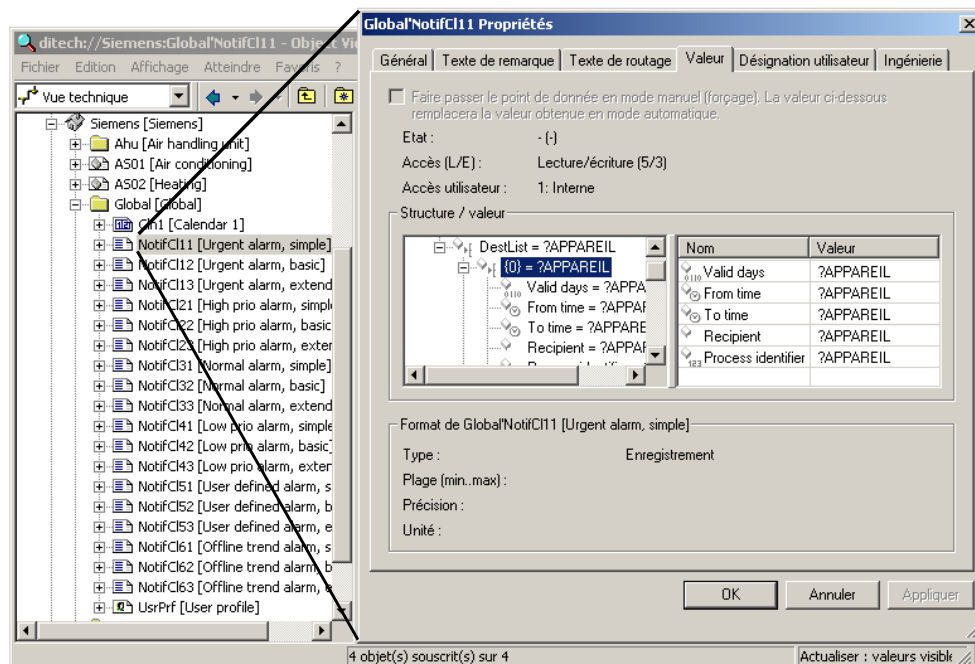 ditech://Siemens:Global'NotifCl11 - Object Vi
Fichier Edition Affichage Atteindre Favoris ?
Vue technique
Siemens [Siemens]
Ahu [Air handling unit]
AS01 [Air conditioning]
AS02 [Heating]
Global [Global]
Cln1 [Calendar 1]
NotifCl11 [Urgent alarm, simple]
NotifCl12 [Urgent alarm, basic]
NotifCl13 [Urgent alarm, extend
NotifCl21 [High prio alarm, simple
NotifCl22 [High prio alarm, basic
NotifCl23 [High prio alarm, exter
NotifCl31 [Normal alarm, simple]
NotifCl32 [Normal alarm, basic]
NotifCl33 [Normal alarm, extend
NotifCl41 [Low prio alarm, simple
NotifCl42 [Low prio alarm, basic]
NotifCl43 [Low prio alarm, exter
NotifCl51 [User defined alarm, s
NotifCl52 [User defined alarm, b
NotifCl53 [User defined alarm, e
NotifCl61 [Offline trend alarm, s
NotifCl62 [Offline trend alarm, b
NotifCl63 [Offline trend alarm, e
UsrPrf [User profile]
Global'NotifCl11 Propriétés
Général Texte de remarque Texte de routage Valeur Désignation utilisateur Ingénierie
Faire passer le point de donnée en mode manuel (forçage). La valeur ci-dessous
remplacera la valeur obtenue en mode automatique.
Etat : - (-)
Accès (L/E) : Lecture/écriture (5/3)
Accès utilisateur : 1: Interne
Structure / valeur
DestList = ?APPAREIL
{0} = ?APPAREIL
Valid days = ?APPA
From time = ?APPAF
To time = ?APPARE
Recipient = ?APPAF
Nom Valeur
Valid days ?APPAREIL
From time ?APPAREIL
To time ?APPAREIL
Recipient ?APPAREIL
Process identifier ?APPAREIL
Format de Global'NotifCl11 [Urgent alarm, simple]
Type : Enregistrement
Plage (min..max) :
Précision :
Unité :
OK Annuler Appliquer
4 objet(s) souscrit(s) sur 4 Actualiser : valeurs visible